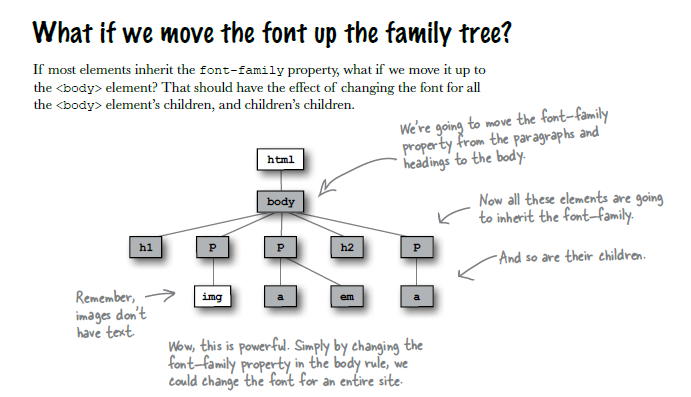 What if we move the font up the family tree?
If most elements inherit the font-family property, what if we move it up to
the <body> element? That should have the effect of changing the font for all
the <body> element's children, and children's children.
We're going to move the font-family
property from the paragraphs and
headings to the body.
html
body
Now all these elements are going
to inherit the font-family.
h1
p
p
h2
p
And so are their children.
Remember,
images don't
have text.
img
a
em
a
Wow, this is powerful. Simply by changing the
font-family property in the body rule, we
could change the font for an entire site.